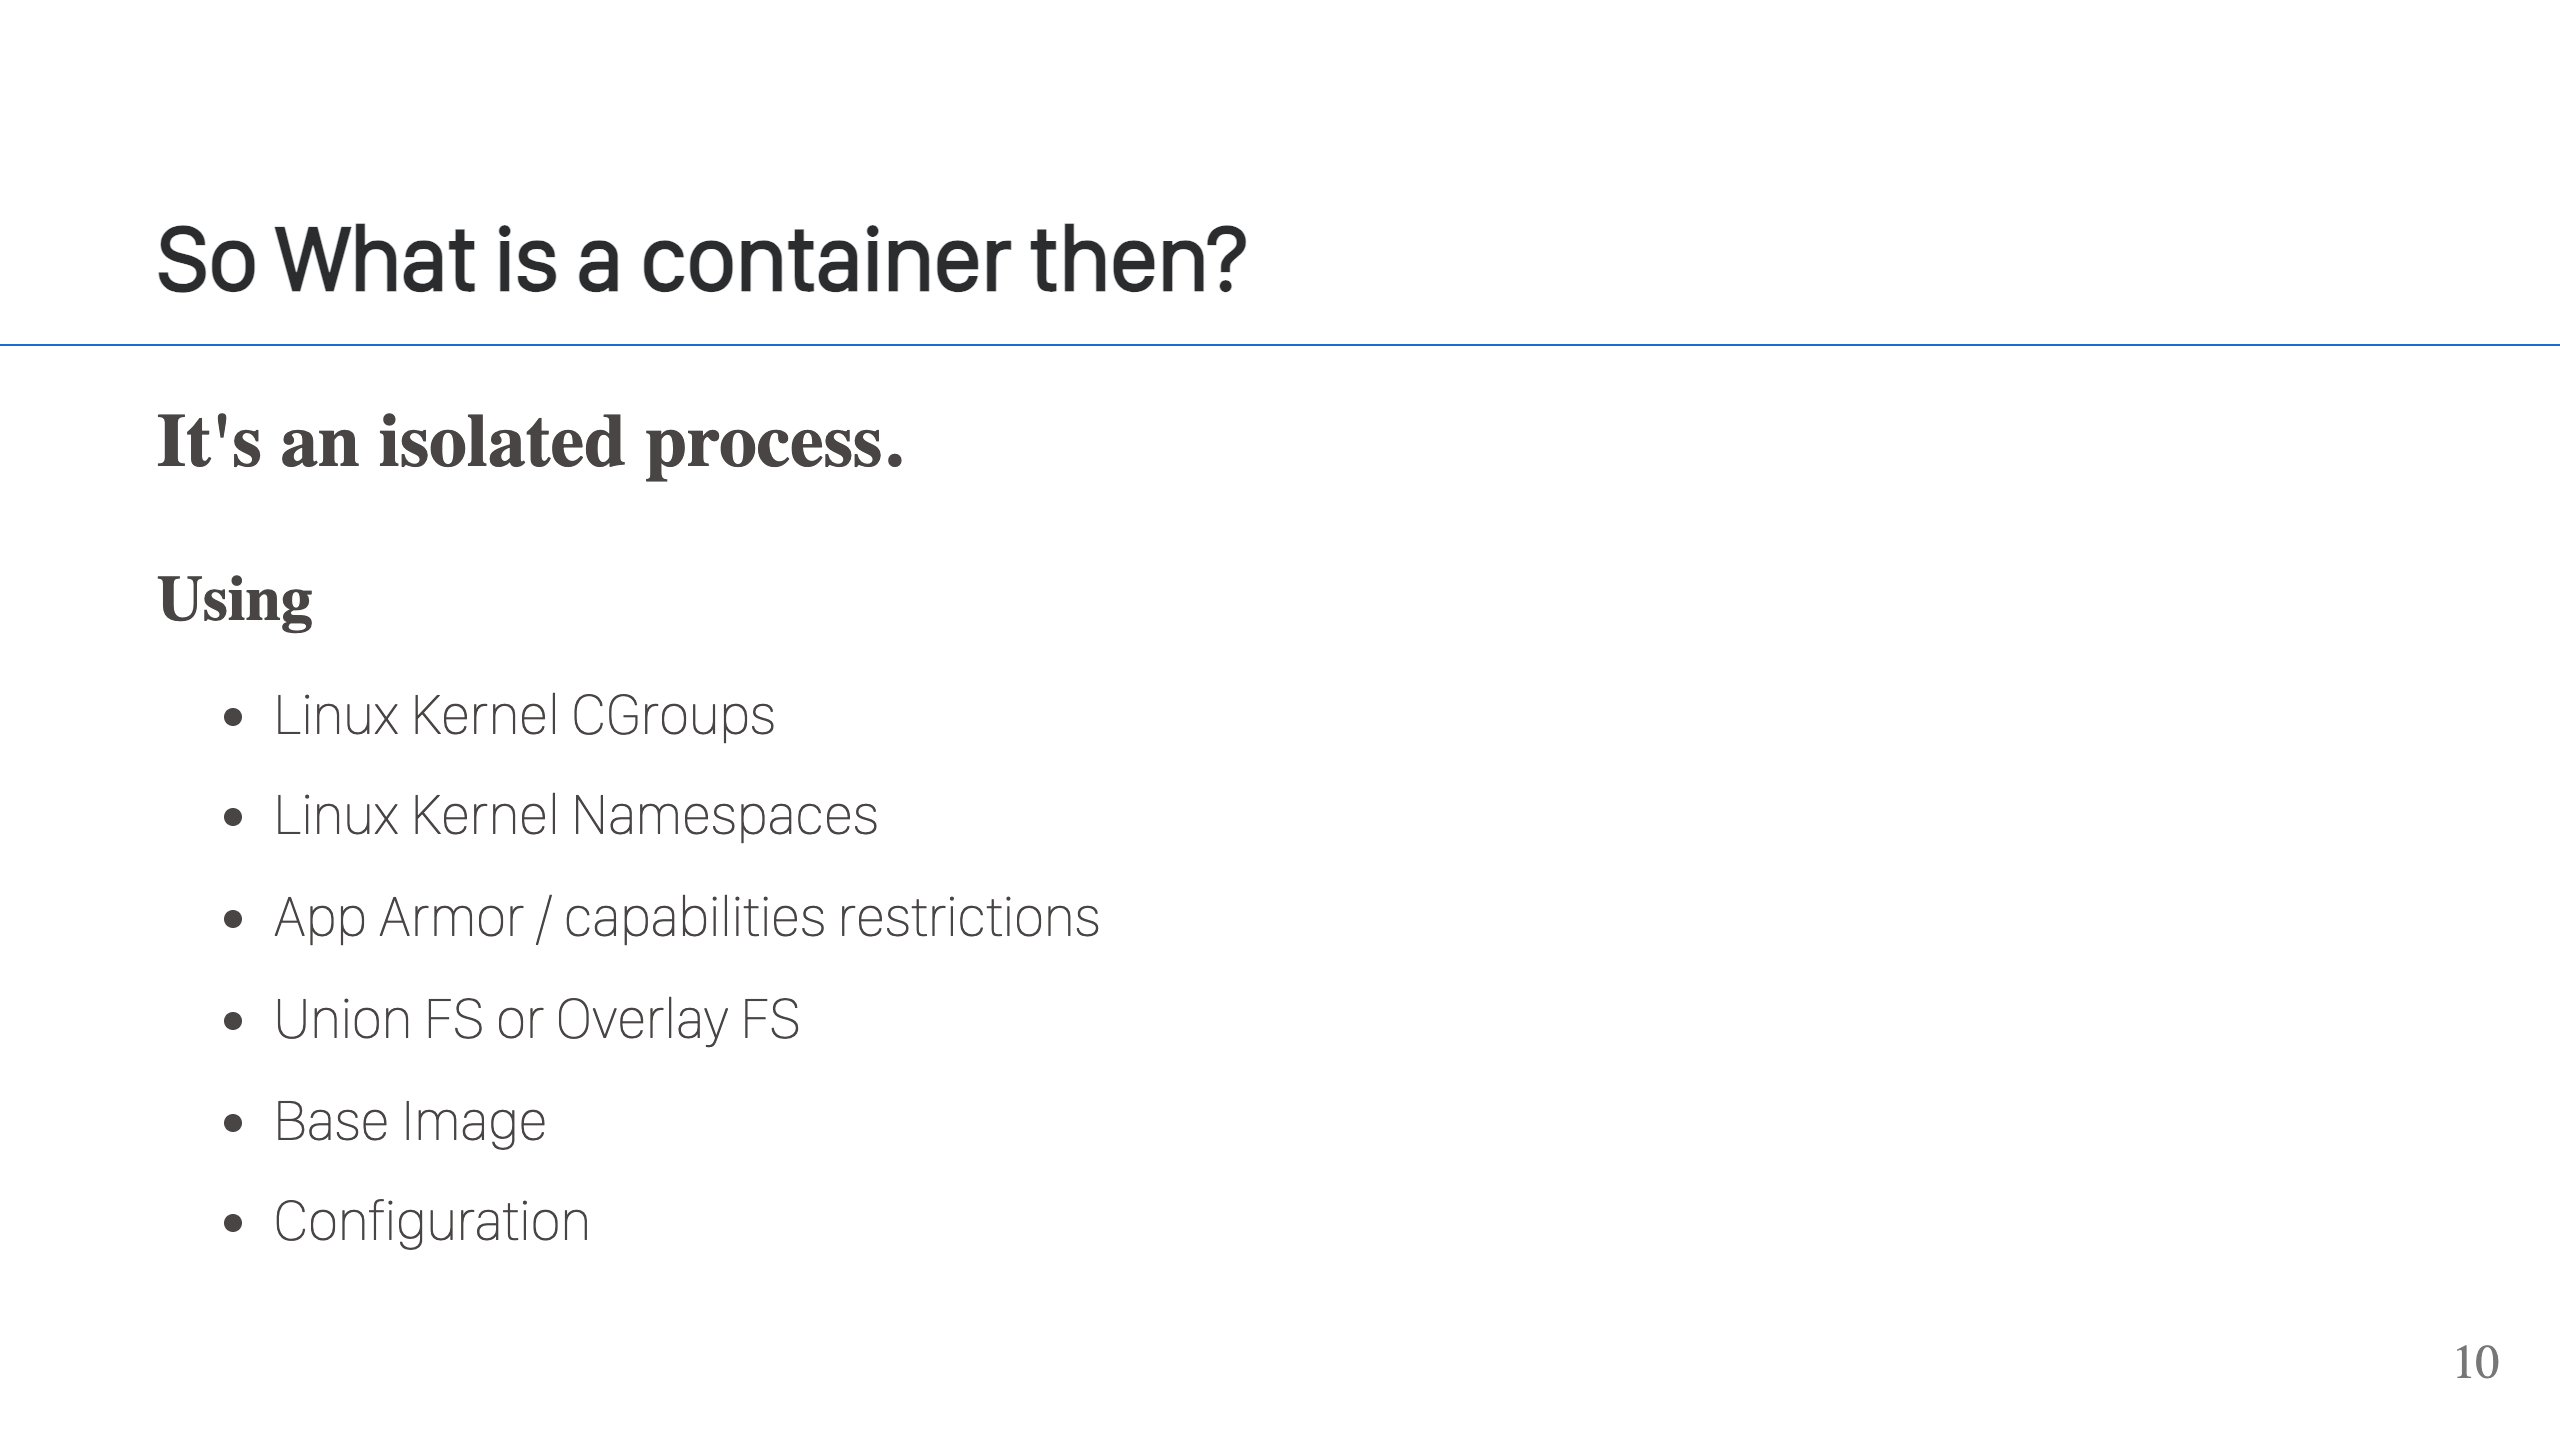 So What is a container then?
It's an isolated process.
Using
• Linux Kernel CGroups
• Linux Kernel Namespaces
• App Armor / capabilities restrictions
• Union FS or Overlay FS
• Base Image
• Configuration
10